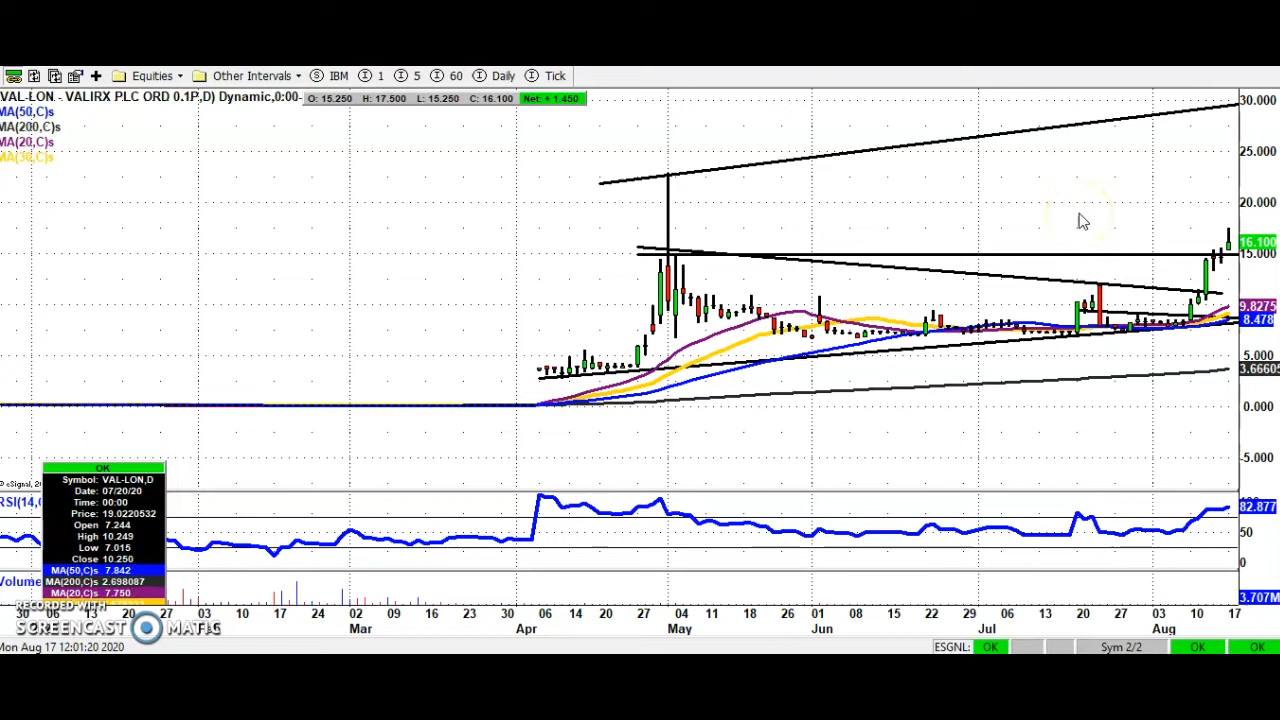 Equities Other Intervals IBM 1 5 60 Daily Tick
VAL-LON - VALIRX PLC ORD 0.1P,D) Dynamic,0:00- O: 15.250 H: 17.500 L: 15.250 C: 16.100 Net: + 1.450
MA(50,C)s
MA(200,C)s
MA(20,C)s
MA(30,C)s
30.000
25.000
20.000
16.100
15.000
9.8275
8.478
5.000
3.66605
0.000
-5.000
© eSignal, 2
OK
Symbol: VAL-LON,D
Date: 07/20/20
Time: 00:00
Price: 19.0220532
Open 7.244
High 10.249
Low 7.015
Close 10.250
MA(50,C)s 7.842
MA(200,C)s 2.698087
MA(20,C)s 7.750
RSI(14,
82.877
50
0
Volume
3.707M
20 27 03 10 17 24 02 09 16 23 30 06 14 20 27 04 11 18 26 01 08 15 22 29 06 13 20 27 03 10 17
Mar Apr May Jun Jul Aug
RECORDED WITH
SCREENCAST MATIC
Mon Aug 17 12:01:20 2020
ESGNL: OK Sym 2/2 OK OK